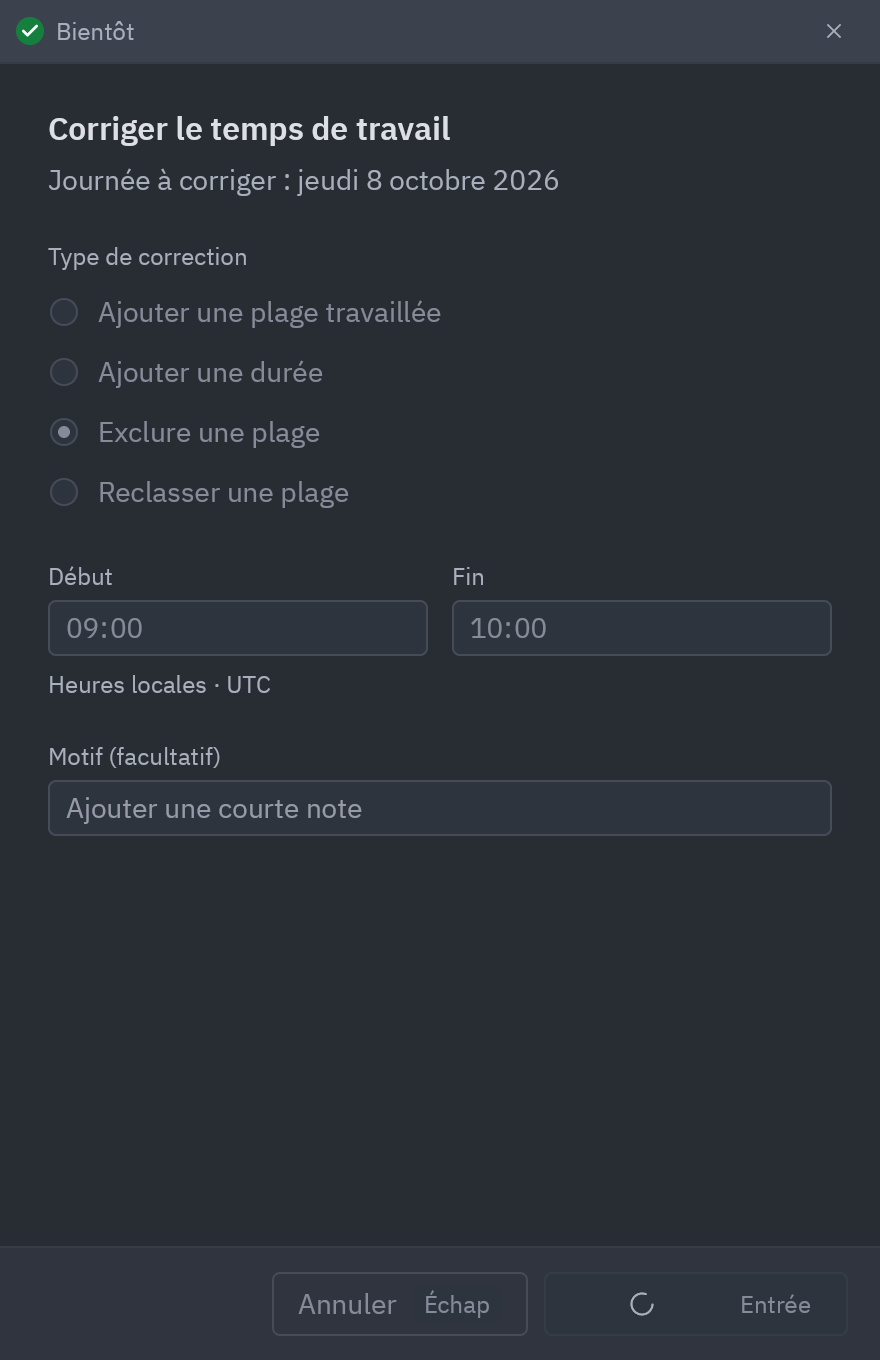 Bientôt
Corriger le temps de travail
Journée à corriger : jeudi 8 octobre 2026
Type de correction
Ajouter une plage travaillée
Ajouter une durée
Exclure une plage
Reclasser une plage
Début
Fin
09:00
10:00
Heures locales · UTC
Motif (facultatif)
Ajouter une courte note
Annuler Échap
Entrée